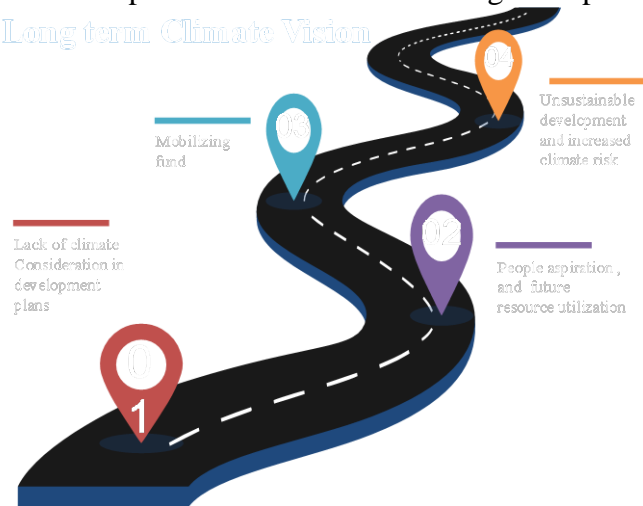 Long term Climate Vision
04
Unsustainable
development
and increased
climate risk
03
Mobilizing
fund
02
People aspiration ,
and future
resource utilization
Lack of climate
Consideration in
development
plans
0
1